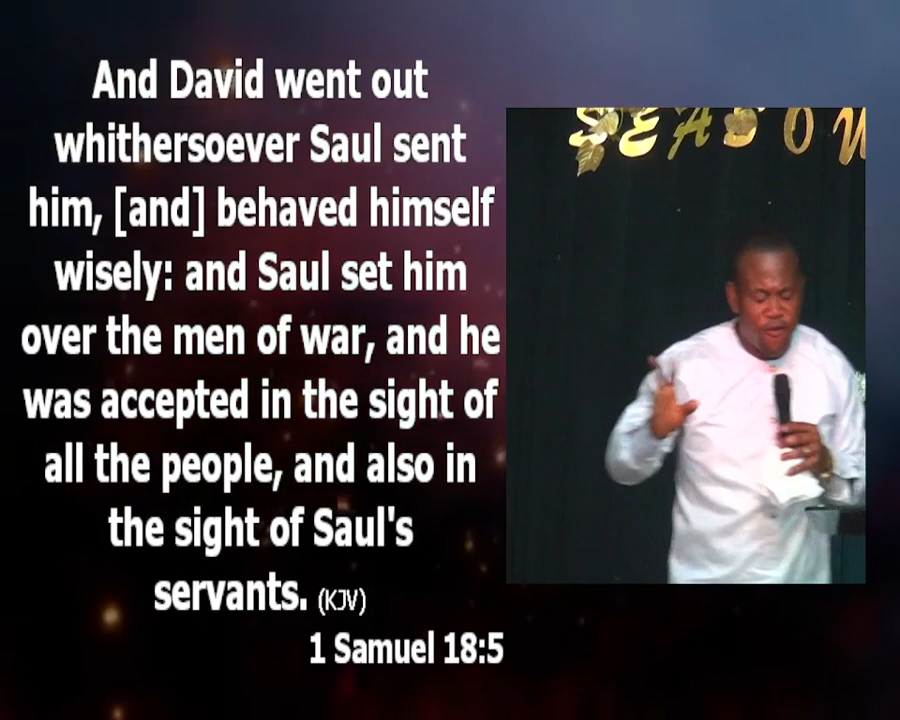 And David went out
whithersoever Saul sent
him, [and] behaved himself
wisely: and Saul set him
over the men of war, and he
was accepted in the sight of
all the people, and also in
the sight of Saul's
servants. (KJV)
1 Samuel 18:5
SEASON